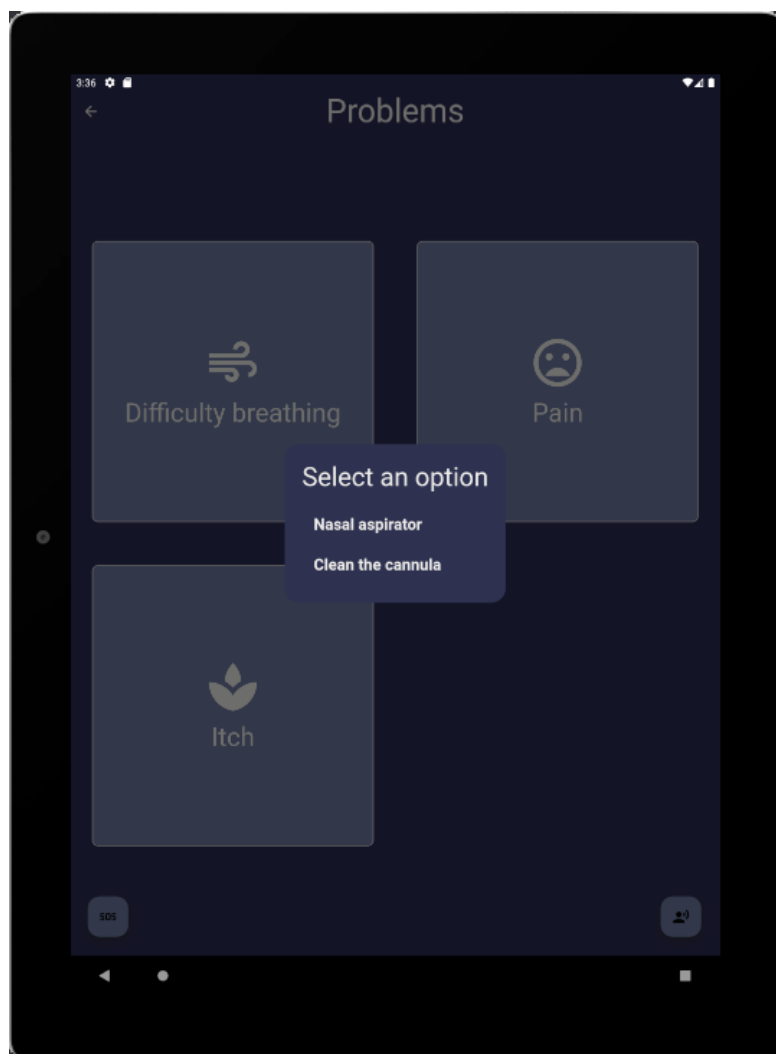 3:36
Problems
Difficulty breathing
Pain
Select an option
Nasal aspirator
Clean the cannula
Itch
SOS